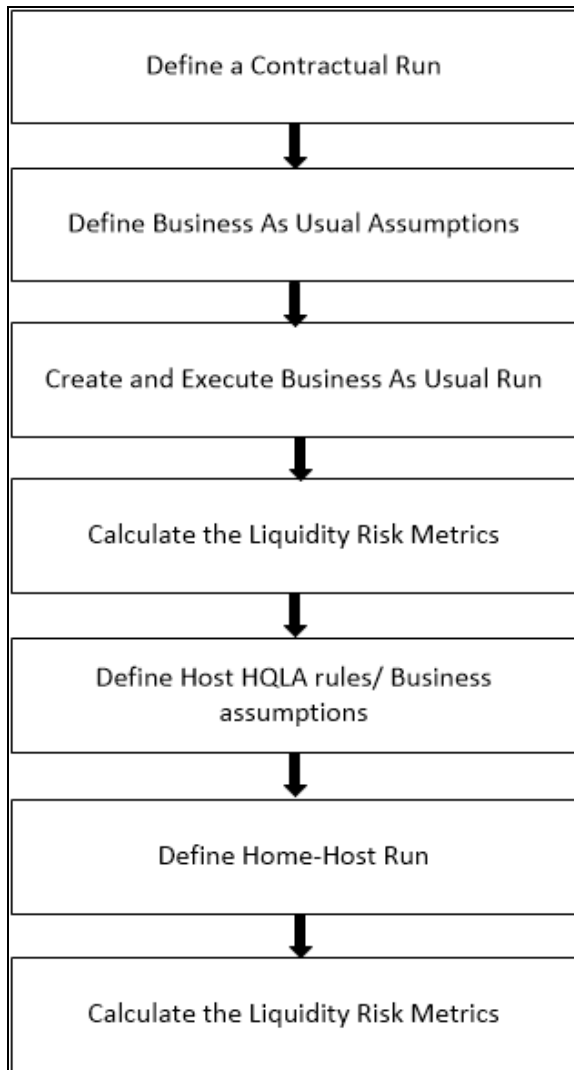 Define a Contractual Run
Define Business As Usual Assumptions
Create and Execute Business As Usual Run
Calculate the Liquidity Risk Metrics
Define Host HQLA rules/ Business
assumptions
Define Home-Host Run
Calculate the Liquidity Risk Metrics